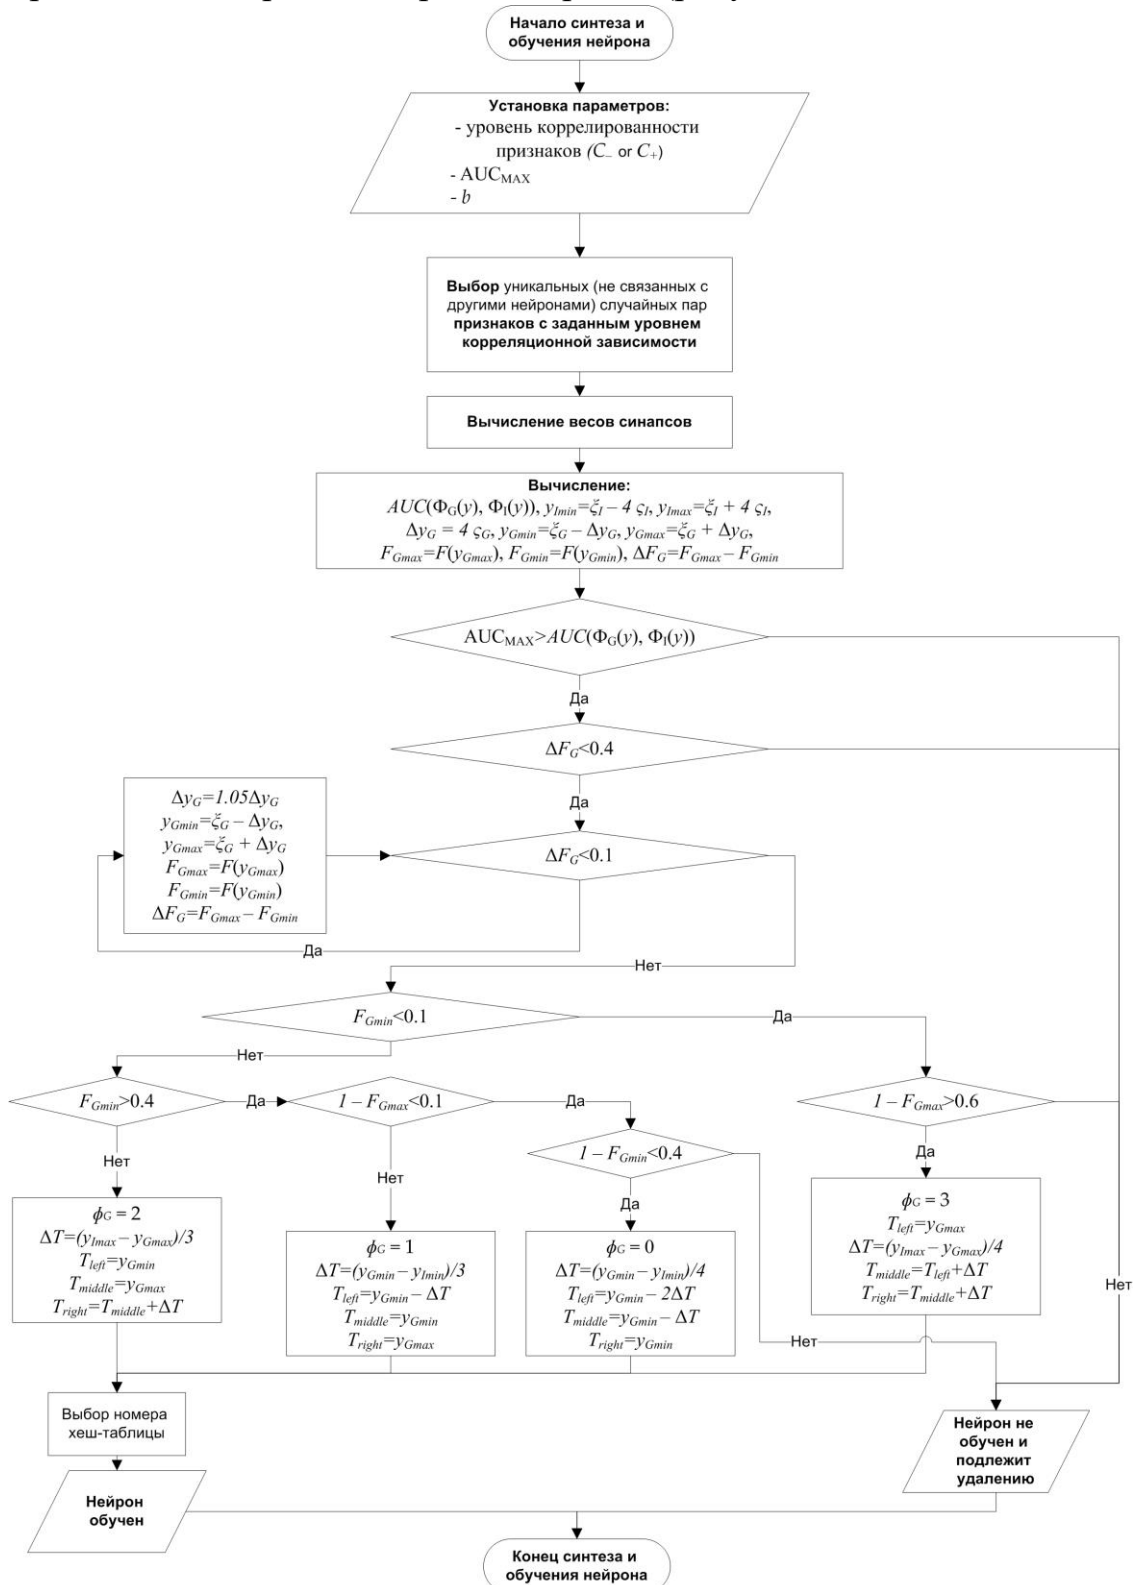 Начало синтеза и
обучения нейрона
Установка параметров:
- уровень коррелированности
признаков (C₋ or C₊)
- AUC_MAX
- b
Выбор уникальных (не связанных с
другими нейронами) случайных пар
признаков с заданным уровнем
корреляционной зависимости
Вычисление весов синапсов
Вычисление:
AUC(Φ_G(y), Φ_I(y)), y_Imin=ξ_I – 4 ς_I, y_Imax=ξ_I + 4 ς_I,
Δy_G = 4 ς_G, y_Gmin=ξ_G – Δy_G, y_Gmax=ξ_G + Δy_G,
F_Gmax=F(y_Gmax), F_Gmin=F(y_Gmin), ΔF_G=F_Gmax – F_Gmin
AUC_MAX>AUC(Φ_G(y), Φ_I(y))
Да
ΔF_G<0.4
Да
Δy_G=1.05Δy_G
y_Gmin=ξ_G – Δy_G,
y_Gmax=ξ_G + Δy_G
F_Gmax=F(y_Gmax)
F_Gmin=F(y_Gmin)
ΔF_G=F_Gmax – F_Gmin
ΔF_G<0.1
Да
Нет
F_Gmin<0.1
Да
Нет
F_Gmin>0.4
Да
1 – F_Gmax<0.1
Да
1 – F_Gmax>0.6
Нет
Нет
1 – F_Gmin<0.4
Да
Да
ϕ_G = 2
ΔT=(y_Imax – y_Gmax)/3
T_left=y_Gmin
T_middle=y_Gmax
T_right=T_middle+ΔT
ϕ_G = 1
ΔT=(y_Gmin – y_Imin)/3
T_left=y_Gmin – ΔT
T_middle=y_Gmin
T_right=y_Gmax
ϕ_G = 0
ΔT=(y_Gmin – y_Imin)/4
T_left=y_Gmin – 2ΔT
T_middle=y_Gmin – ΔT
T_right=y_Gmin
ϕ_G = 3
T_left=y_Gmax
ΔT=(y_Imax – y_Gmax)/4
T_middle=T_left+ΔT
T_right=T_middle+ΔT
Нет
Нет
Выбор номера
хеш-таблицы
Нейрон не
обучен и
подлежит
удалению
Нейрон
обучен
Конец синтеза и
обучения нейрона